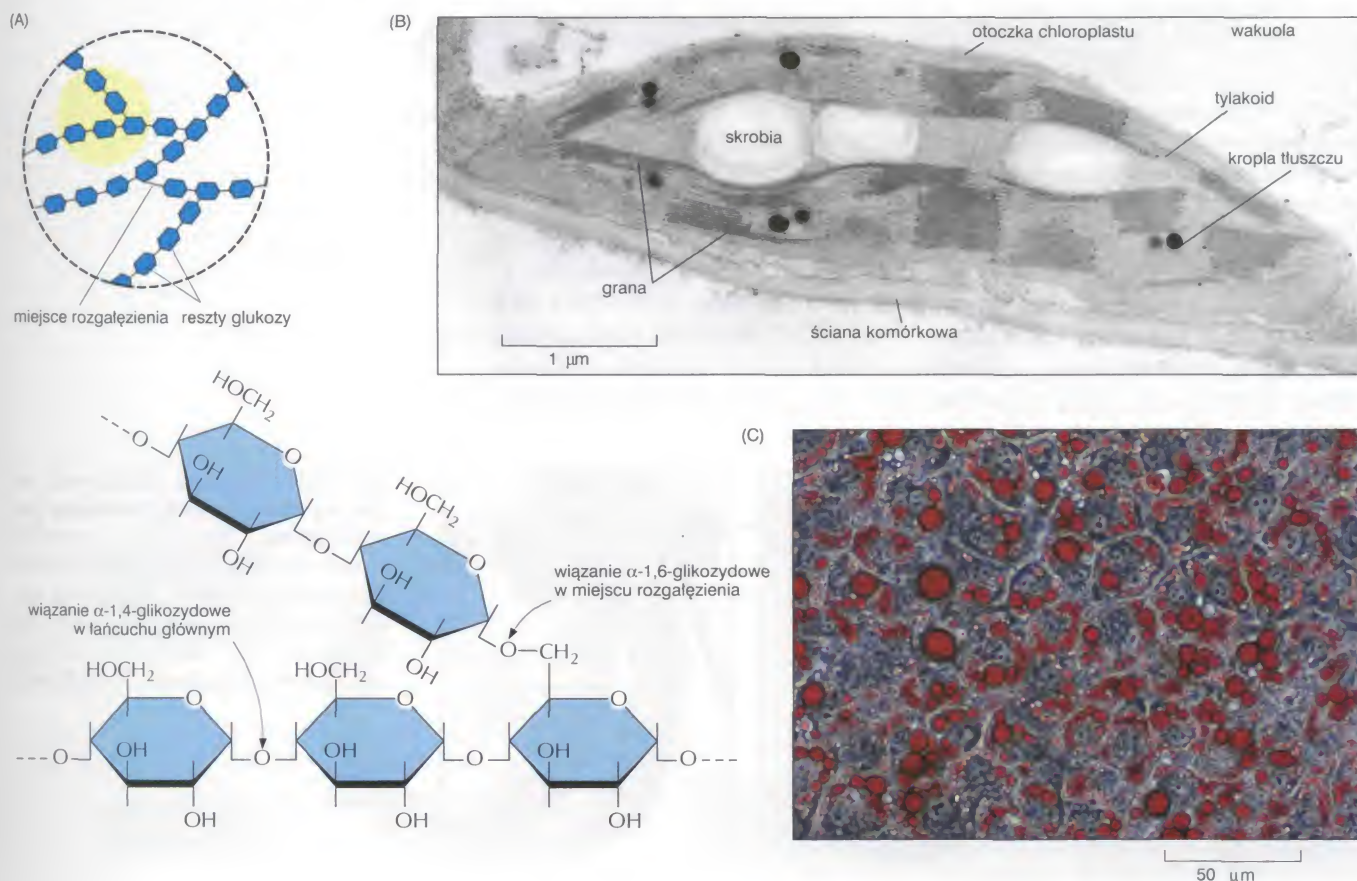 (A)
miejsce rozgałęzienia
reszty glukozy
(B)
otoczka chloroplastu
wakuola
tylakoid
kropla tłuszczu
skrobia
grana
ściana komórkowa
1 μm
HOCH2
O
O
OH
OH
O
HOCH2
O
OH
OH
wiązanie α-1,6-glikozydowe
w miejscu rozgałęzienia
O
CH2
wiązanie α-1,4-glikozydowe
w łańcuchu głównym
HOCH2
HOCH2
O
O
O
O
OH
O
OH
O
OH
O
OH
OH
OH
(C)
50 μm